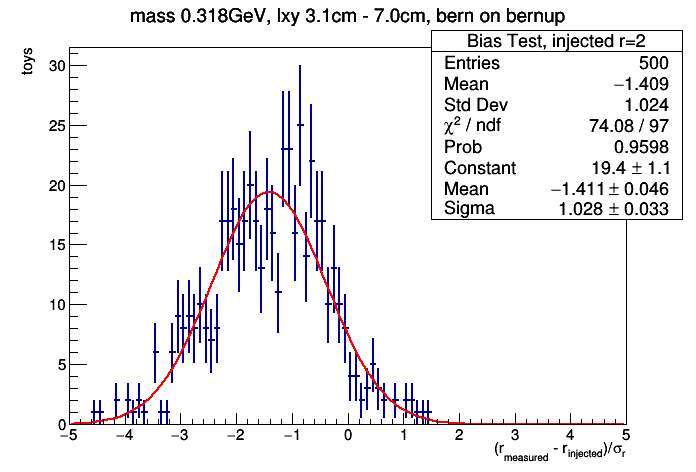 mass 0.318GeV, lxy 3.1cm - 7.0cm, bern on bernup
Bias Test, injected r=2
Entries 500
Mean −1.409
Std Dev 1.024
χ² / ndf 74.08 / 97
Prob 0.9598
Constant 19.4 ± 1.1
Mean −1.411 ± 0.046
Sigma 1.028 ± 0.033
toys
30
25
20
15
10
5
0
−5 −4 −3 −2 −1 0 1 2 3 4 5
(r_measured - r_injected)/σ_r